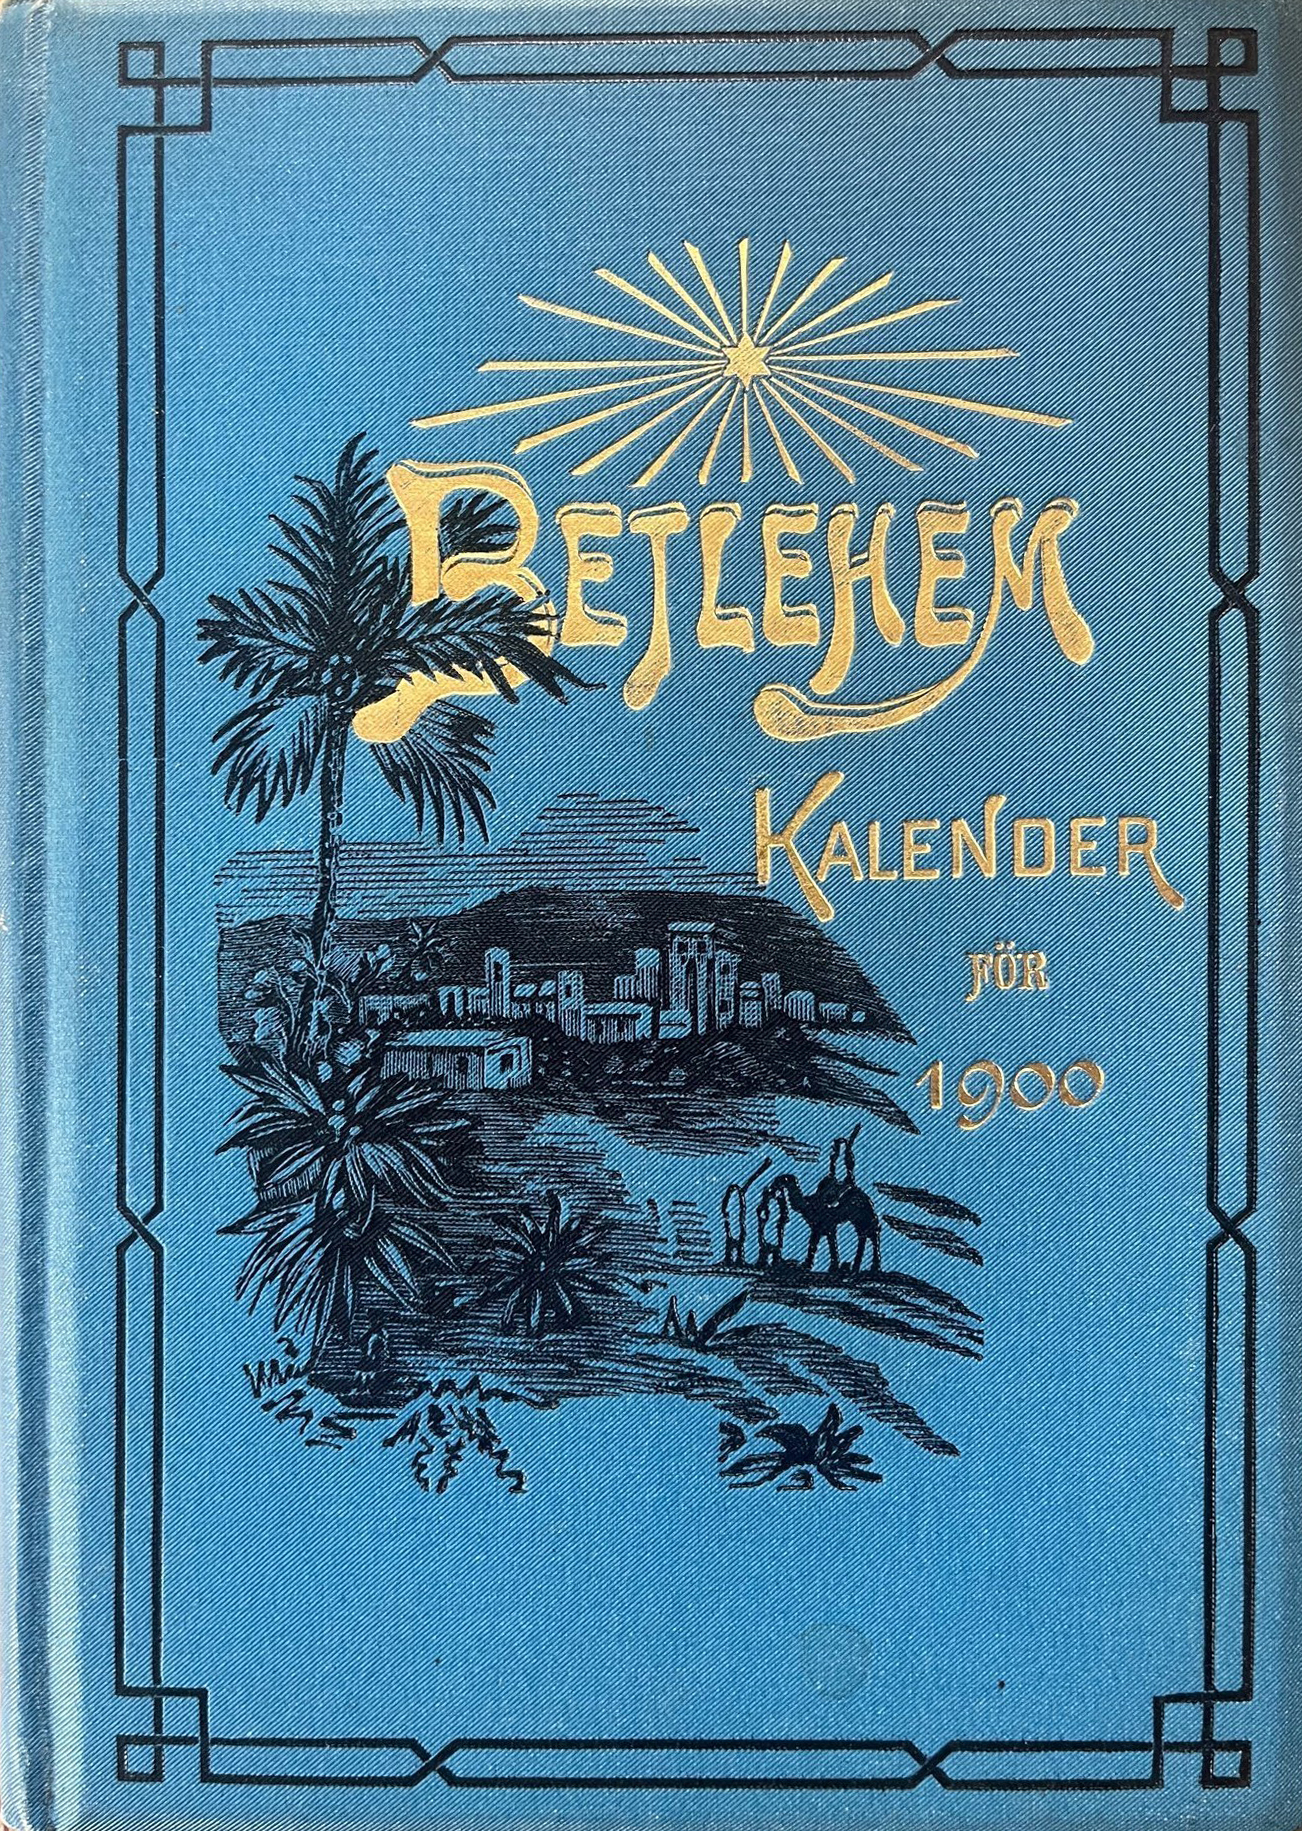 BETLEHEM
KALENDER
FÖR
1900